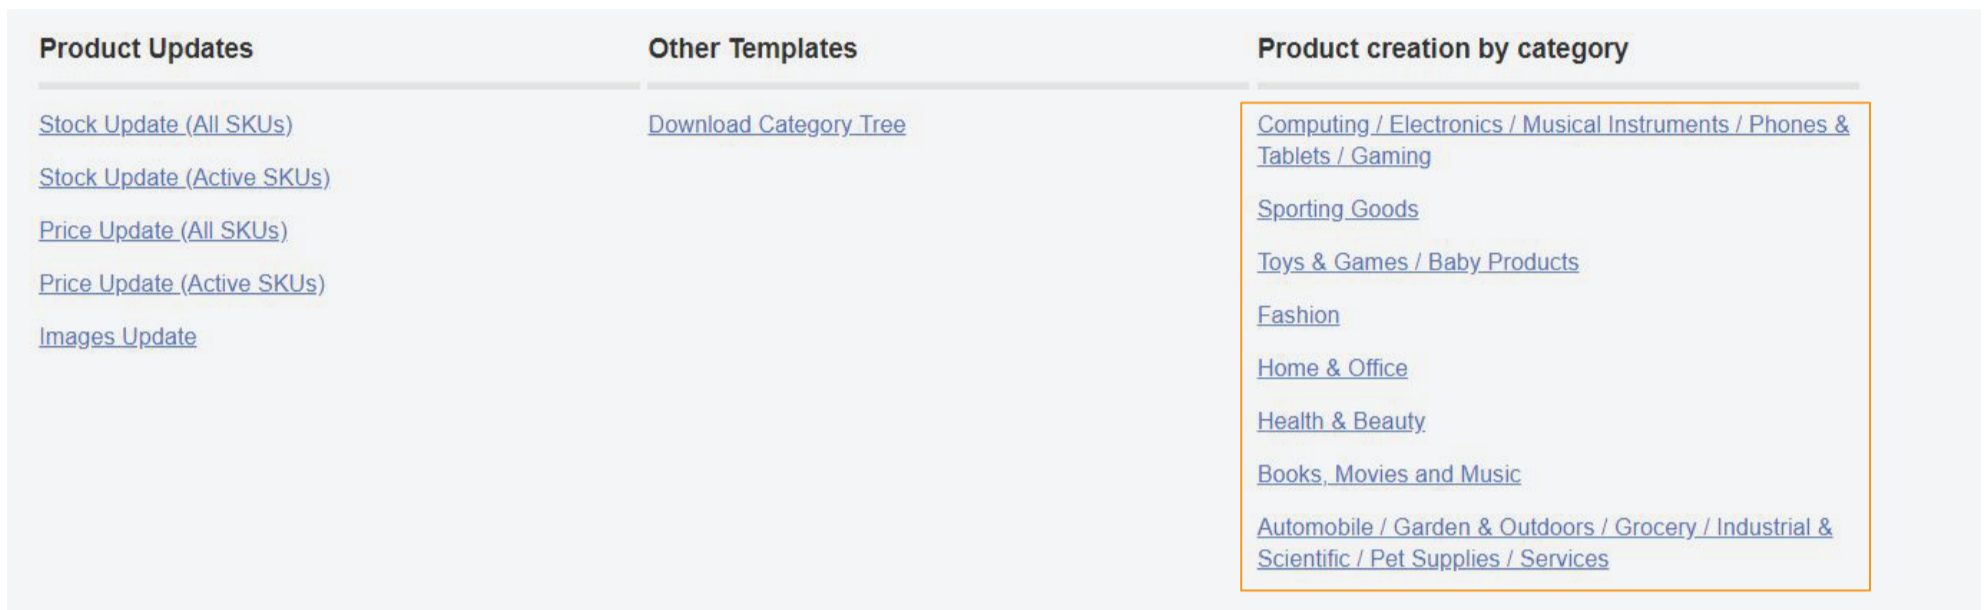 Product Updates
Stock Update (All SKUs)
Stock Update (Active SKUs)
Price Update (All SKUs)
Price Update (Active SKUs)
Images Update
Other Templates
Download Category Tree
Product creation by category
Computing / Electronics / Musical Instruments / Phones &
Tablets / Gaming
Sporting Goods
Toys & Games / Baby Products
Fashion
Home & Office
Health & Beauty
Books, Movies and Music
Automobile / Garden & Outdoors / Grocery / Industrial &
Scientific / Pet Supplies / Services